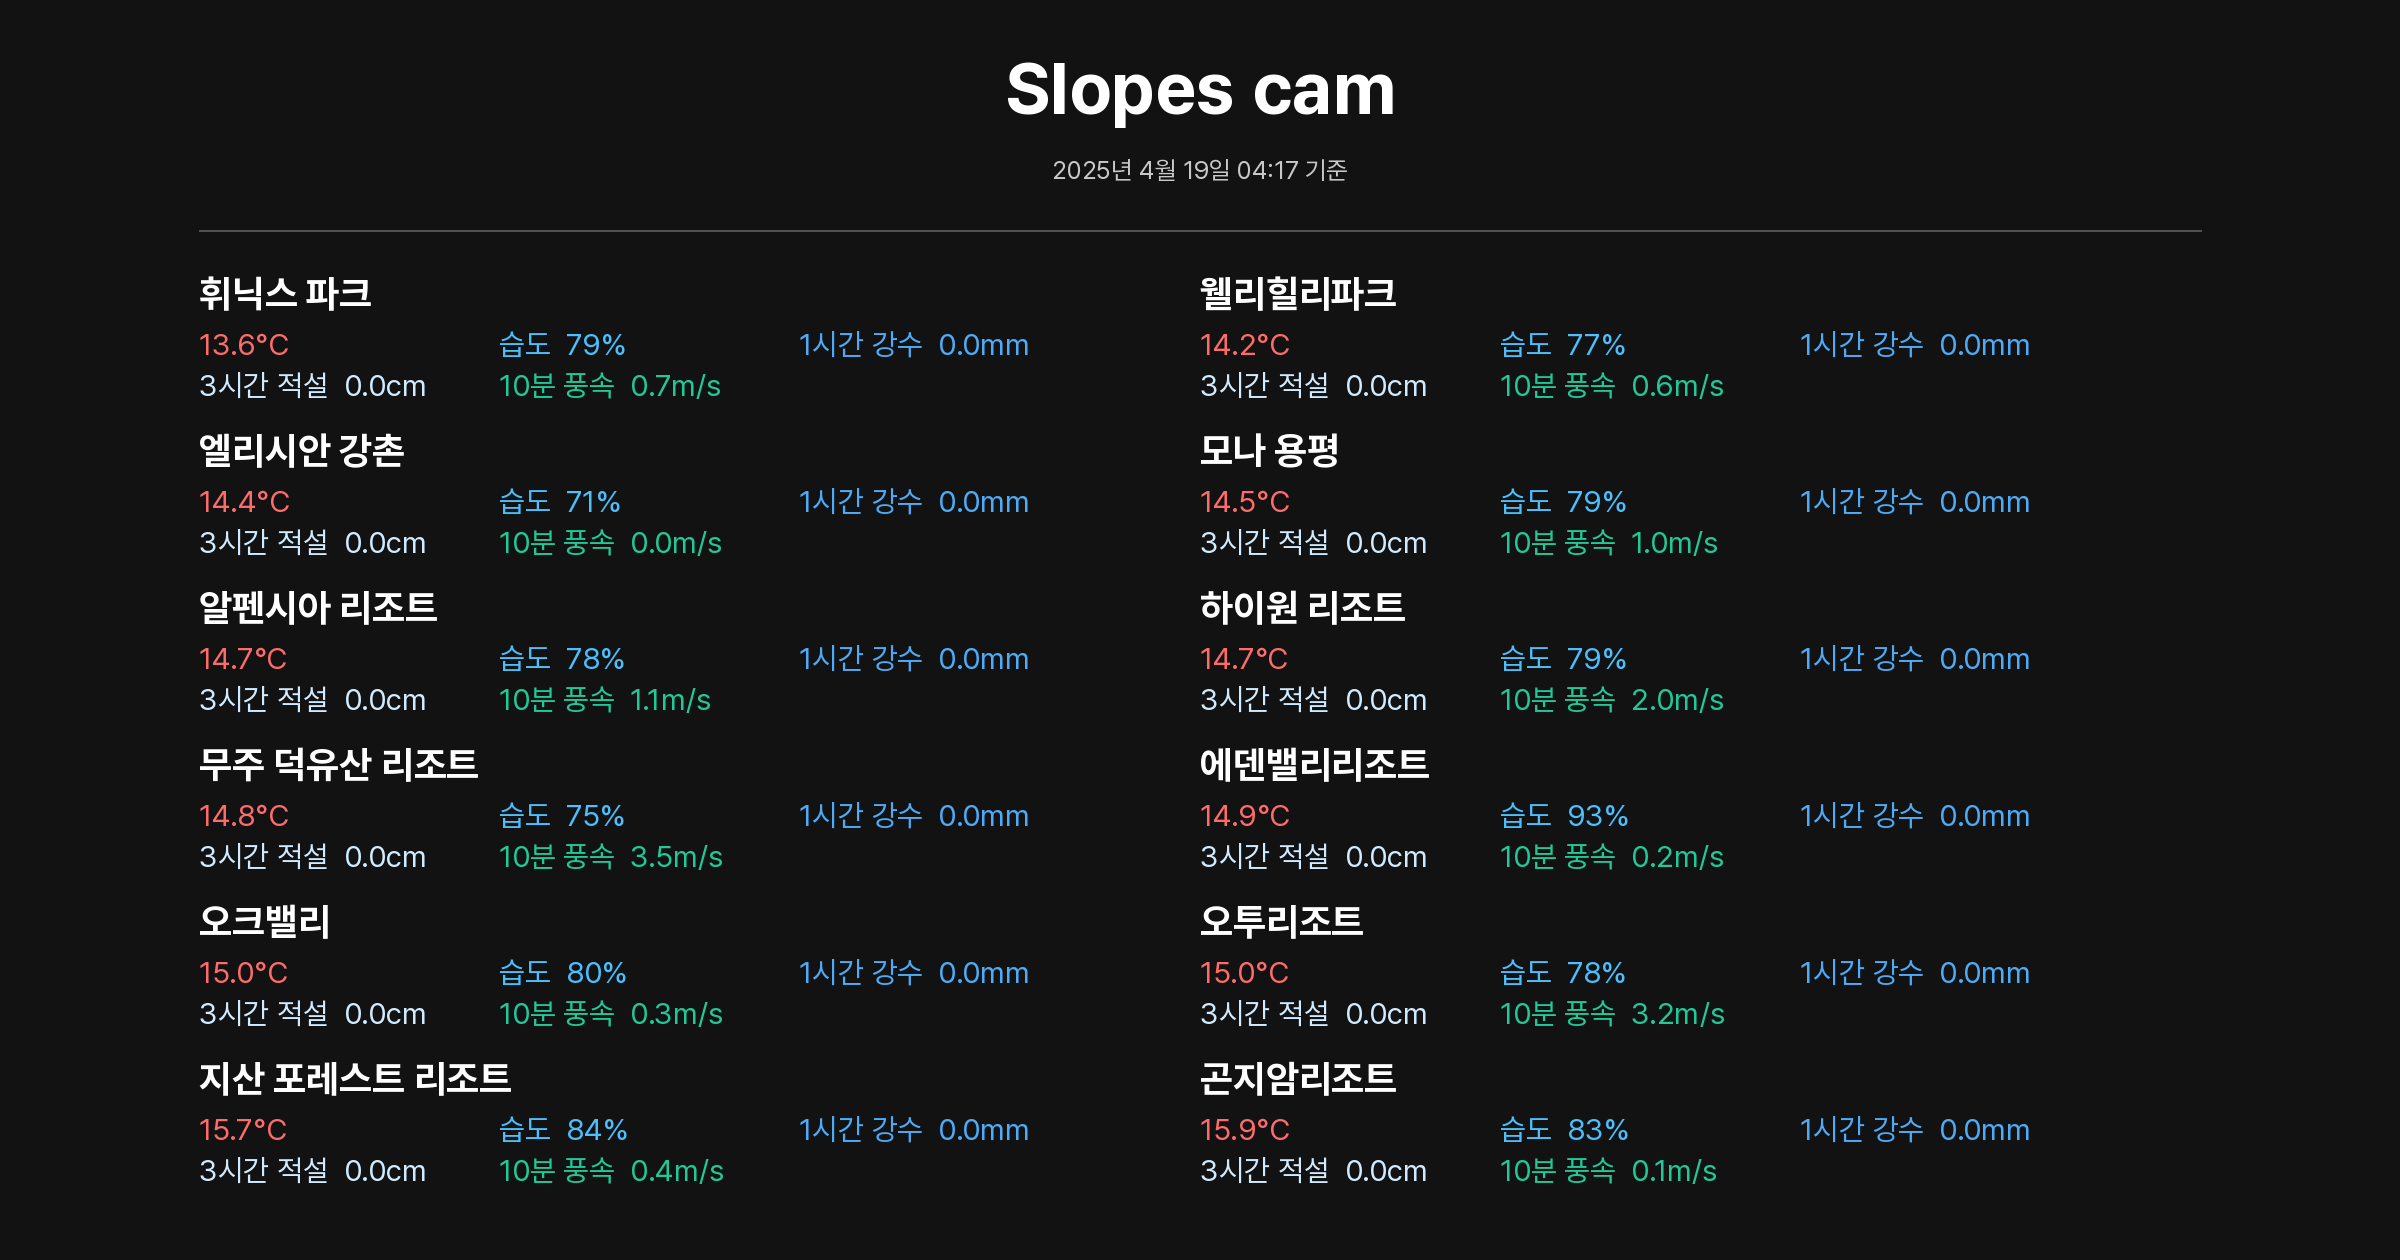 Slopes cam
2025년 4월 19일 04:17 기준
휘닉스 파크
13.6°C 습도 79% 1시간 강수 0.0mm
3시간 적설 0.0cm 10분 풍속 0.7m/s
웰리힐리파크
14.2°C 습도 77% 1시간 강수 0.0mm
3시간 적설 0.0cm 10분 풍속 0.6m/s
엘리시안 강촌
14.4°C 습도 71% 1시간 강수 0.0mm
3시간 적설 0.0cm 10분 풍속 0.0m/s
모나 용평
14.5°C 습도 79% 1시간 강수 0.0mm
3시간 적설 0.0cm 10분 풍속 1.0m/s
알펜시아 리조트
14.7°C 습도 78% 1시간 강수 0.0mm
3시간 적설 0.0cm 10분 풍속 1.1m/s
하이원 리조트
14.7°C 습도 79% 1시간 강수 0.0mm
3시간 적설 0.0cm 10분 풍속 2.0m/s
무주 덕유산 리조트
14.8°C 습도 75% 1시간 강수 0.0mm
3시간 적설 0.0cm 10분 풍속 3.5m/s
에덴밸리리조트
14.9°C 습도 93% 1시간 강수 0.0mm
3시간 적설 0.0cm 10분 풍속 0.2m/s
오크밸리
15.0°C 습도 80% 1시간 강수 0.0mm
3시간 적설 0.0cm 10분 풍속 0.3m/s
오투리조트
15.0°C 습도 78% 1시간 강수 0.0mm
3시간 적설 0.0cm 10분 풍속 3.2m/s
지산 포레스트 리조트
15.7°C 습도 84% 1시간 강수 0.0mm
3시간 적설 0.0cm 10분 풍속 0.4m/s
곤지암리조트
15.9°C 습도 83% 1시간 강수 0.0mm
3시간 적설 0.0cm 10분 풍속 0.1m/s